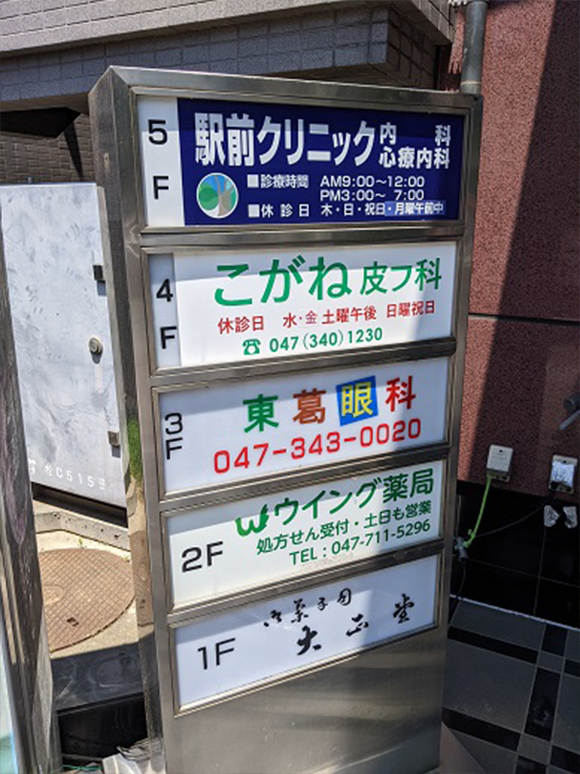 5F
駅前クリニック 内科 心療内科
■診療時間 AM9:00～12:00
PM3:00～ 7:00
■休診日 木・日・祝日・月曜午前中
4F
こがね皮フ科
休診日 水・金 土曜午後 日曜祝日
☎ 047(340)1230
3F
東葛眼科
047-343-0020
2F
ウイング薬局
処方せん受付・土日も営業
TEL：047-711-5296
1F
御菓子司
大正堂